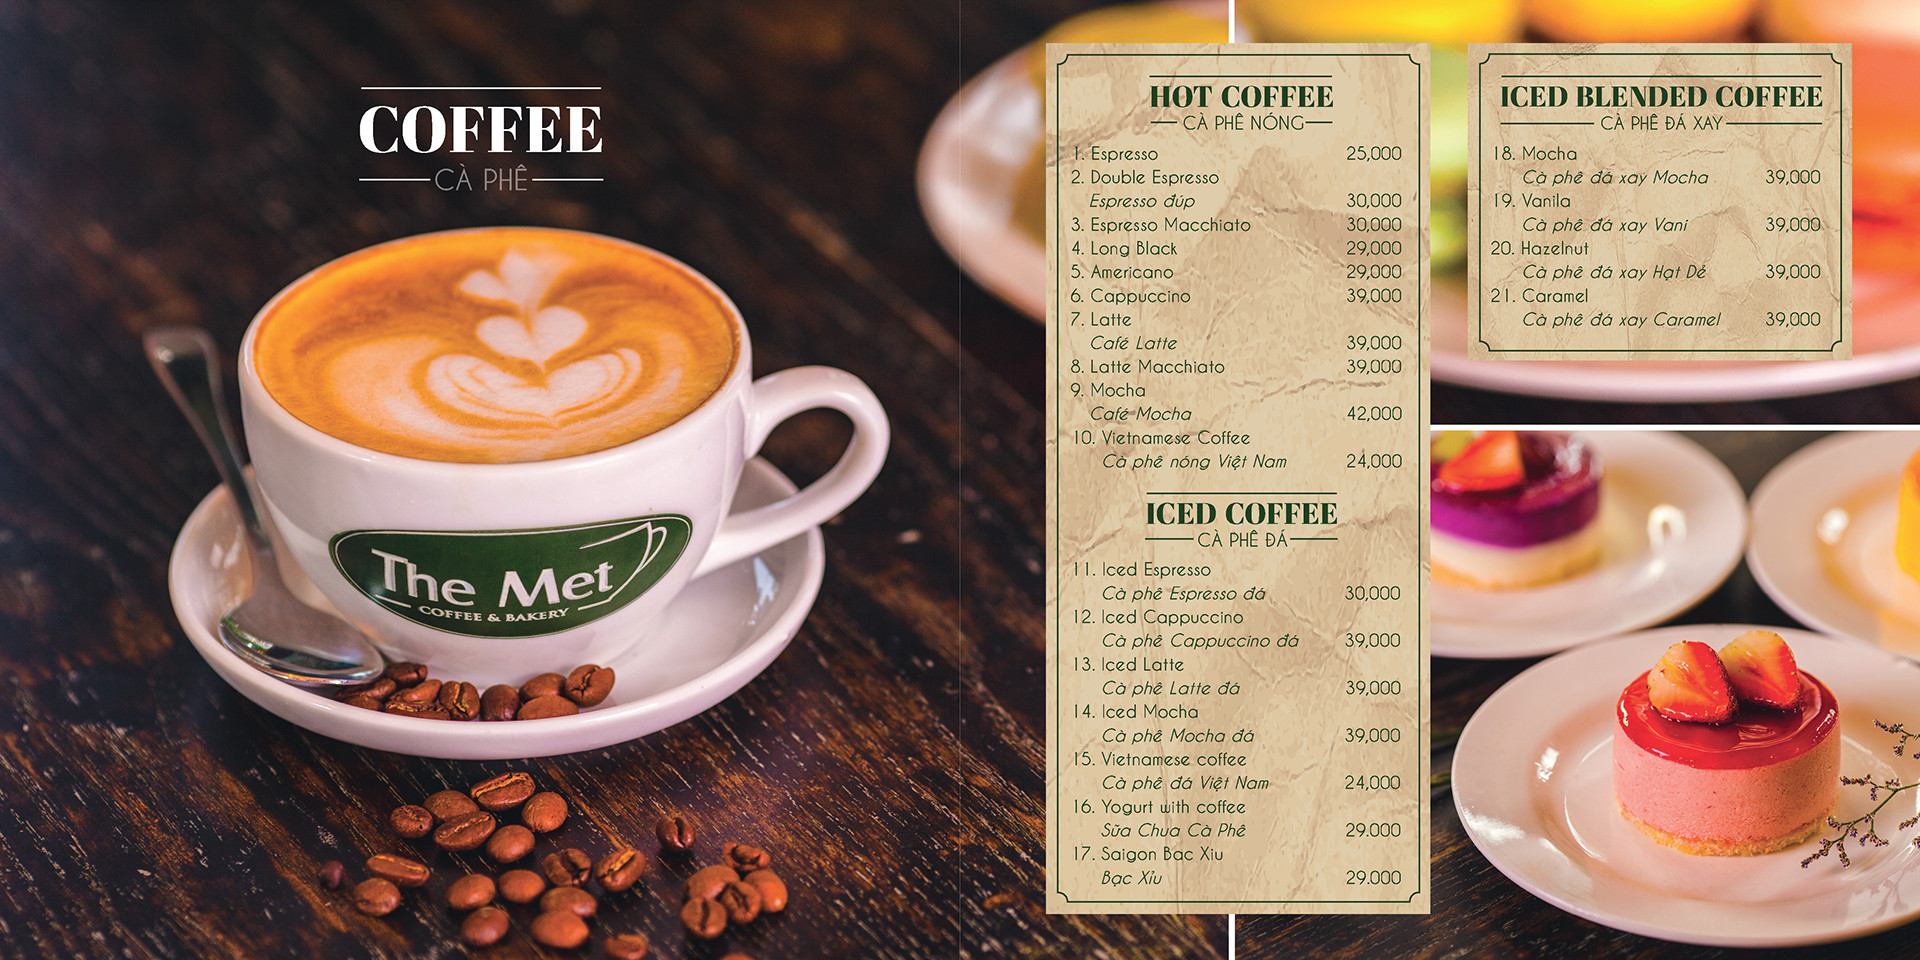 COFFEE
CÀ PHÊ
The Met
COFFEE & BAKERY
HOT COFFEE
CÀ PHÊ NÓNG
1. Espresso 25,000
2. Double Espresso
Espresso đúp 30,000
3. Espresso Macchiato 30,000
4. Long Black 29,000
5. Americano 29,000
6. Cappuccino 39,000
7. Latte
Café Latte 39,000
8. Latte Macchiato 39,000
9. Mocha
Café Mocha 42,000
10. Vietnamese Coffee
Cà phê nóng Việt Nam 24,000
ICED COFFEE
CÀ PHÊ ĐÁ
11. Iced Espresso
Cà phê Espresso đá 30,000
12. Iced Cappuccino
Cà phê Cappuccino đá 39,000
13. Iced Latte
Cà phê Latte đá 39,000
14. Iced Mocha
Cà phê Mocha đá 39,000
15. Vietnamese coffee
Cà phê đá Việt Nam 24,000
16. Yogurt with coffee
Sữa Chua Cà Phê 29.000
17. Saigon Bac Xiu
Bạc Xỉu 29.000
ICED BLENDED COFFEE
CÀ PHÊ ĐÁ XAY
18. Mocha
Cà phê đá xay Mocha 39,000
19. Vanila
Cà phê đá xay Vani 39,000
20. Hazelnut
Cà phê đá xay Hạt Dẻ 39,000
21. Caramel
Cà phê đá xay Caramel 39,000